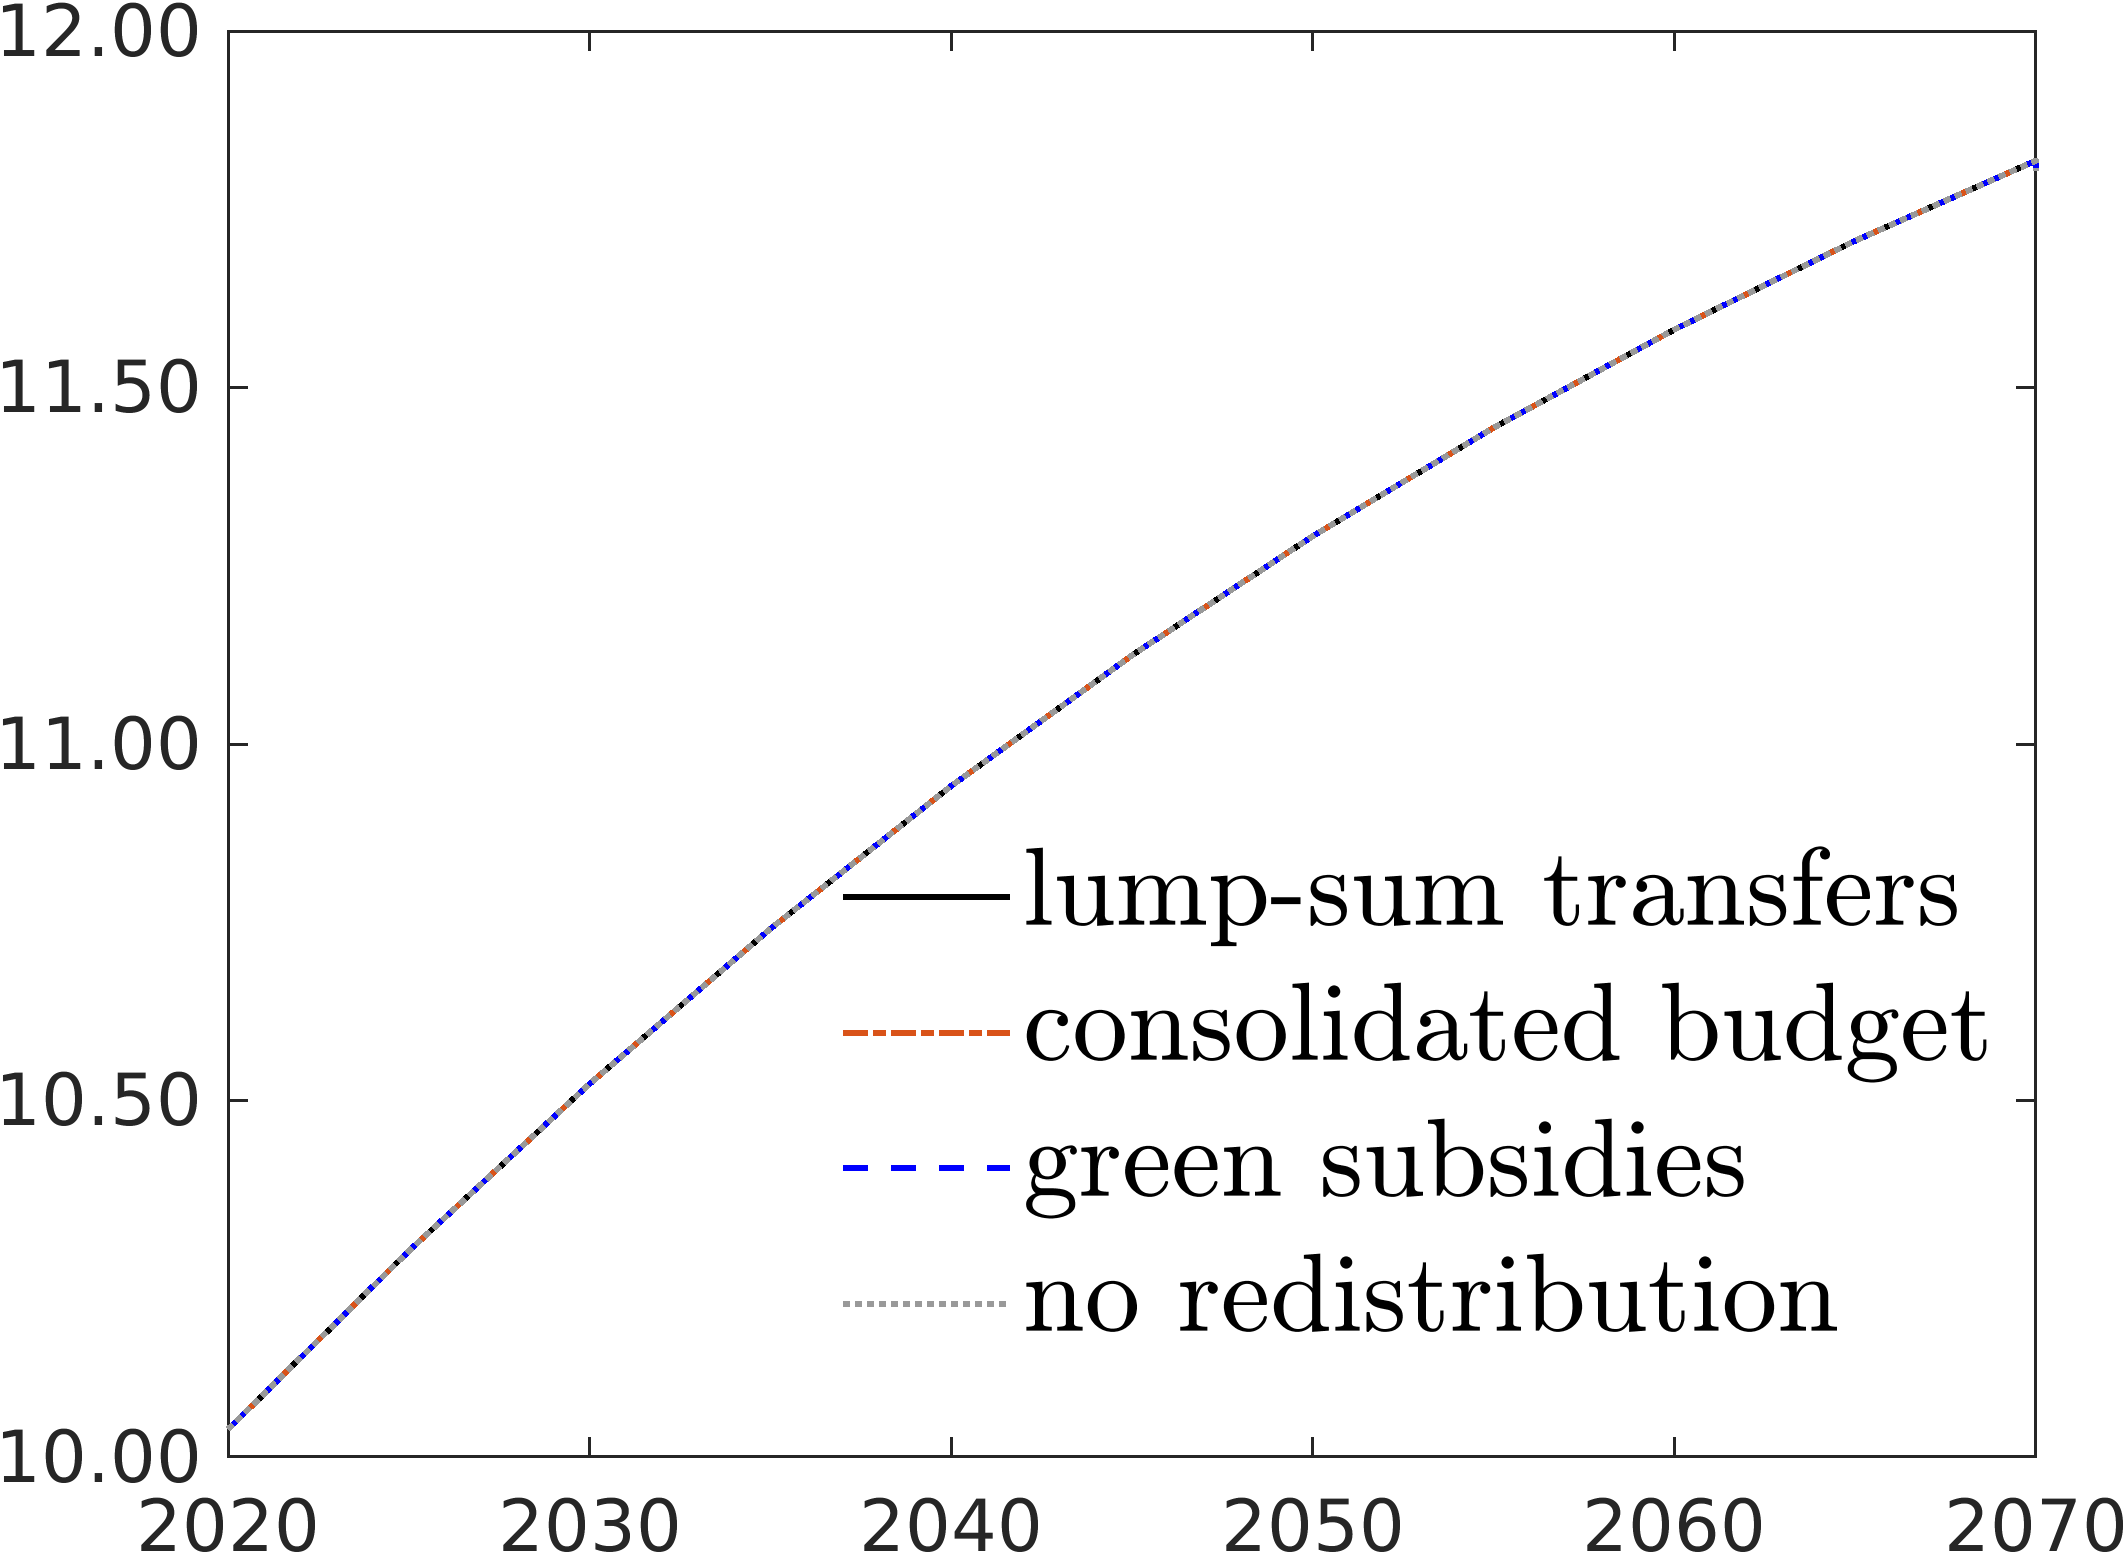 12.00
11.50
11.00
10.50
10.00
2020 2030 2040 2050 2060 2070
lump-sum transfers
consolidated budget
green subsidies
no redistribution